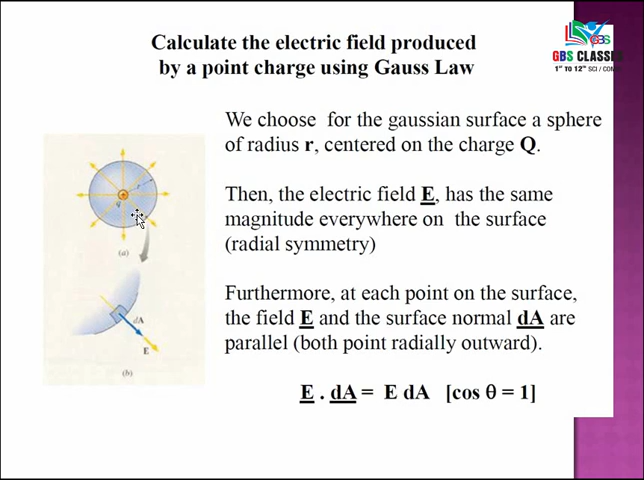 Calculate the electric field produced
by a point charge using Gauss Law
GBS
GBS CLASSES
1st TO 12th SCI / COM
We choose for the gaussian surface a sphere
of radius r, centered on the charge Q.
Then, the electric field E, has the same
magnitude everywhere on the surface
(radial symmetry)
Furthermore, at each point on the surface,
the field E and the surface normal dA are
parallel (both point radially outward).
E . dA = E dA [cos θ = 1]
r
q
(a)
dA
E
(b)